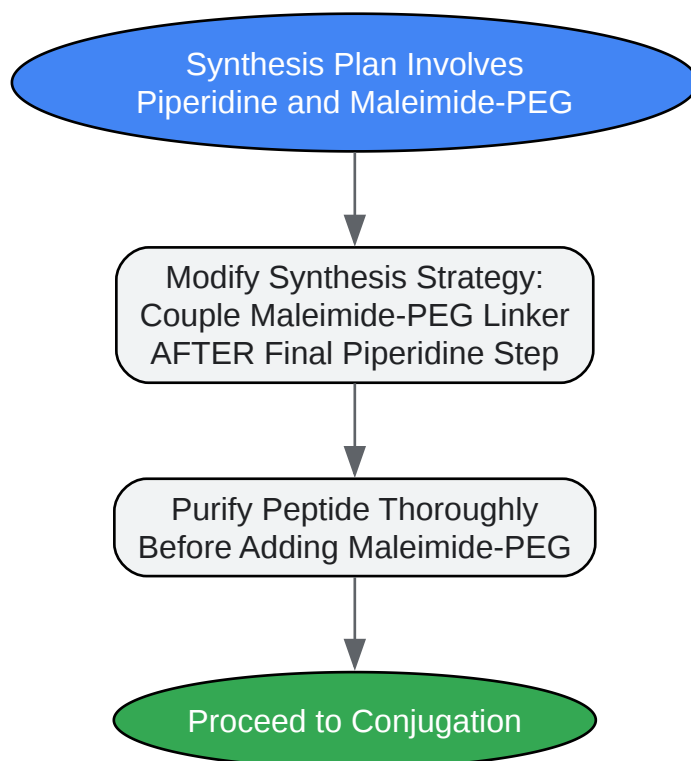 Synthesis Plan Involves
Piperidine and Maleimide-PEG
Modify Synthesis Strategy:
Couple Maleimide-PEG Linker
AFTER Final Piperidine Step
Purify Peptide Thoroughly
Before Adding Maleimide-PEG
Proceed to Conjugation